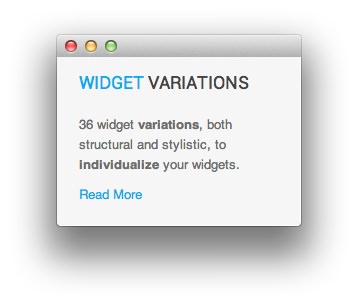 WIDGET VARIATIONS
36 widget variations, both
structural and stylistic, to
individualize your widgets.
Read More